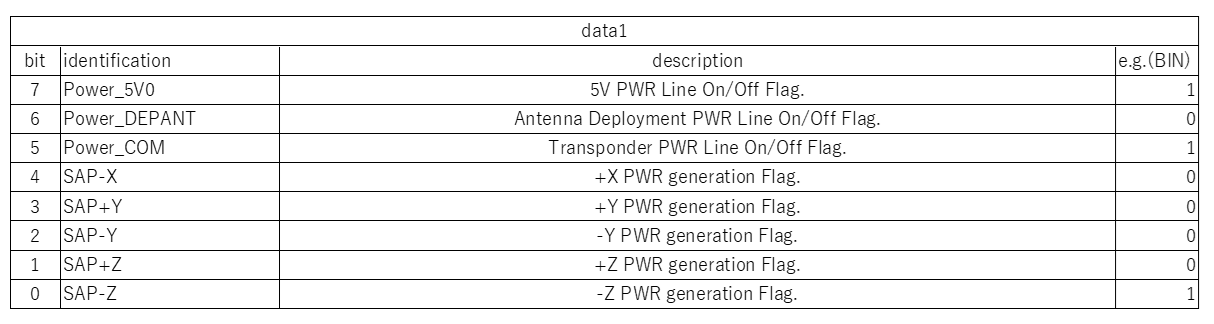 data1
bit identification description e.g.(BIN)
7 Power_5V0 5V PWR Line On/Off Flag. 1
6 Power_DEPANT Antenna Deployment PWR Line On/Off Flag. 0
5 Power_COM Transponder PWR Line On/Off Flag. 1
4 SAP-X +X PWR generation Flag. 0
3 SAP+Y +Y PWR generation Flag. 0
2 SAP-Y -Y PWR generation Flag. 0
1 SAP+Z +Z PWR generation Flag. 0
0 SAP-Z -Z PWR generation Flag. 1